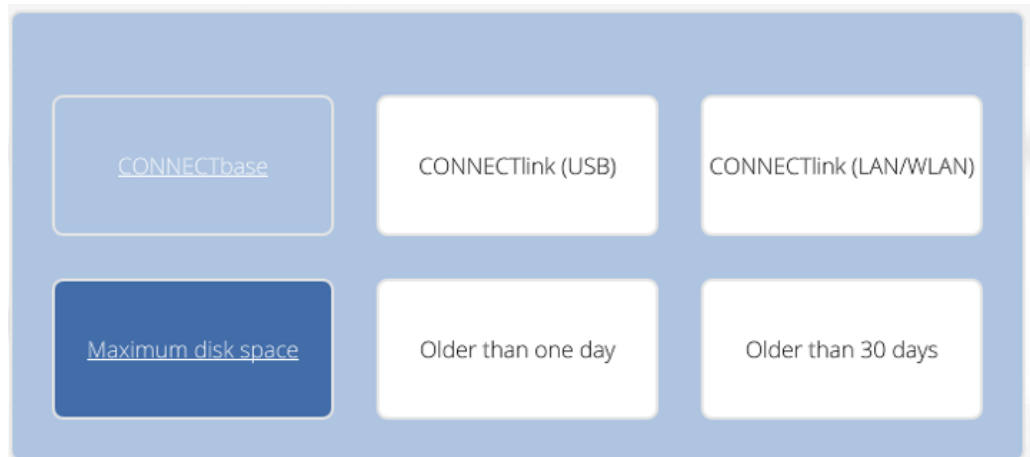 CONNECTbase
CONNECTlink (USB)
CONNECTlink (LAN/WLAN)
Maximum disk space
Older than one day
Older than 30 days